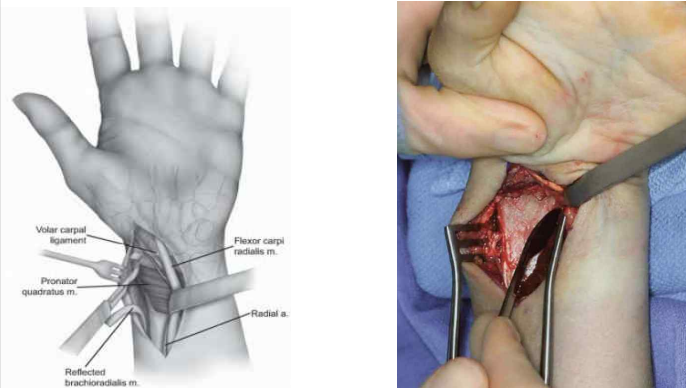 Volar carpal
ligament
Flexor carpi
radialis m.
Pronator
quadratus m.
Radial a.
Reflected
brachioradialis m.